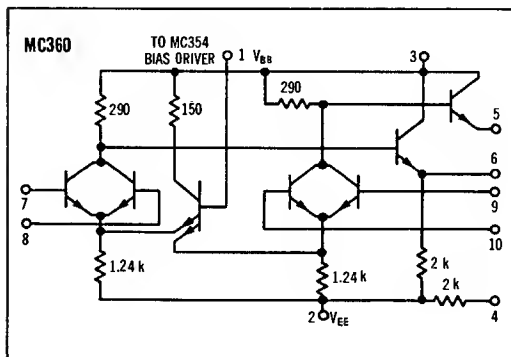 MC360
TO MC354
BIAS DRIVER
1 VBB
3
290
150
290
5
6
7
9
8
10
1.24 k
1.24 k
2 k
2 k
2 VEE
4